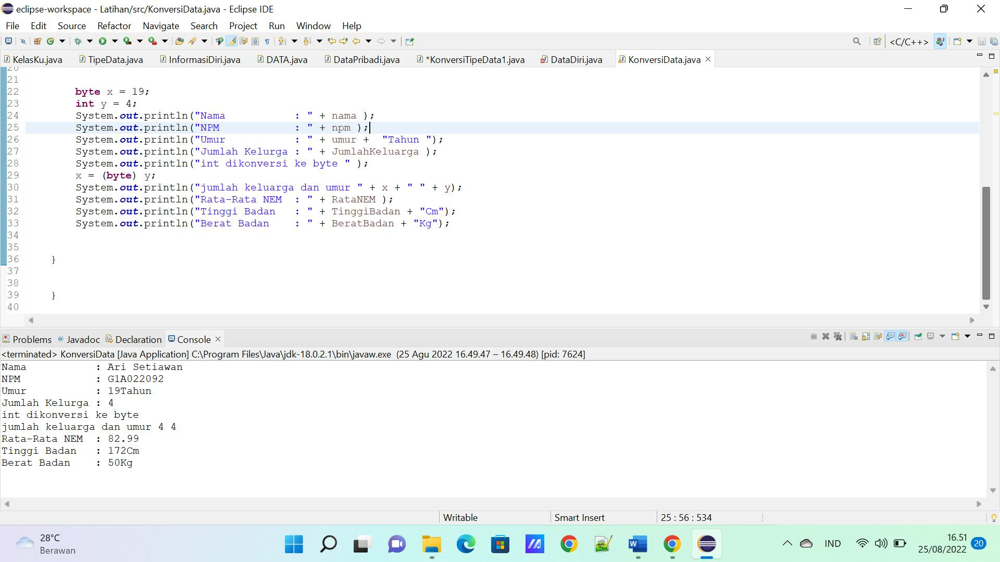 eclipse-workspace - Latihan/src/KonversiData.java - Eclipse IDE
File Edit Source Refactor Navigate Search Project Run Window Help
<C/C++>
KelasKu.java TipeData.java InformasiDiri.java DATA.java DataPribadi.java *KonversiTipeData1.java DataDiri.java KonversiData.java
20
21
22 byte x = 19;
23 int y = 4;
24 System.out.println("Nama            : " + nama );
25 System.out.println("NPM             : " + npm );
26 System.out.println("Umur            : " + umur +  "Tahun ");
27 System.out.println("Jumlah Kelurga : " + JumlahKeluarga );
28 System.out.println("int dikonversi ke byte " );
29 x = (byte) y;
30 System.out.println("jumlah keluarga dan umur " + x + " " + y);
31 System.out.println("Rata-Rata NEM  : " + RataNEM );
32 System.out.println("Tinggi Badan   : " + TinggiBadan + "Cm");
33 System.out.println("Berat Badan    : " + BeratBadan + "Kg");
34
35
36 }
37
38
39 }
40
Problems @ Javadoc Declaration Console
<terminated> KonversiData [Java Application] C:\Program Files\Java\jdk-18.0.2.1\bin\javaw.exe (25 Agu 2022 16.49.47 – 16.49.48) [pid: 7624]
Nama           : Ari Setiawan
NPM            : G1A022092
Umur           : 19Tahun
Jumlah Kelurga : 4
int dikonversi ke byte
jumlah keluarga dan umur 4 4
Rata-Rata NEM  : 82.99
Tinggi Badan   : 172Cm
Berat Badan    : 50Kg
Writable Smart Insert 25 : 56 : 534
28°C
Berawan
IND
16.51
25/08/2022
20